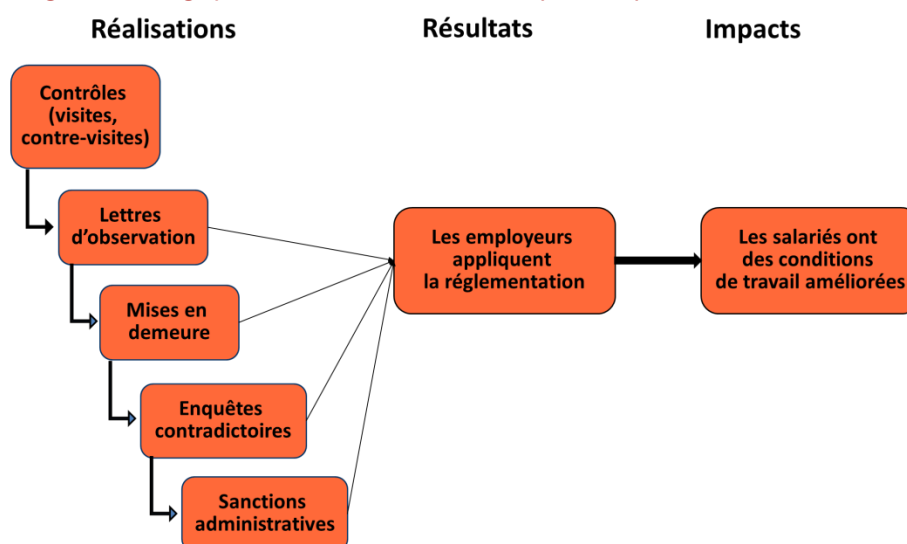 Réalisations
Résultats
Impacts
Contrôles
(visites,
contre-visites)
Lettres
d'observation
Mises en
demeure
Enquêtes
contradictoires
Sanctions
administratives
Les employeurs
appliquent
la réglementation
Les salariés ont
des conditions
de travail améliorées